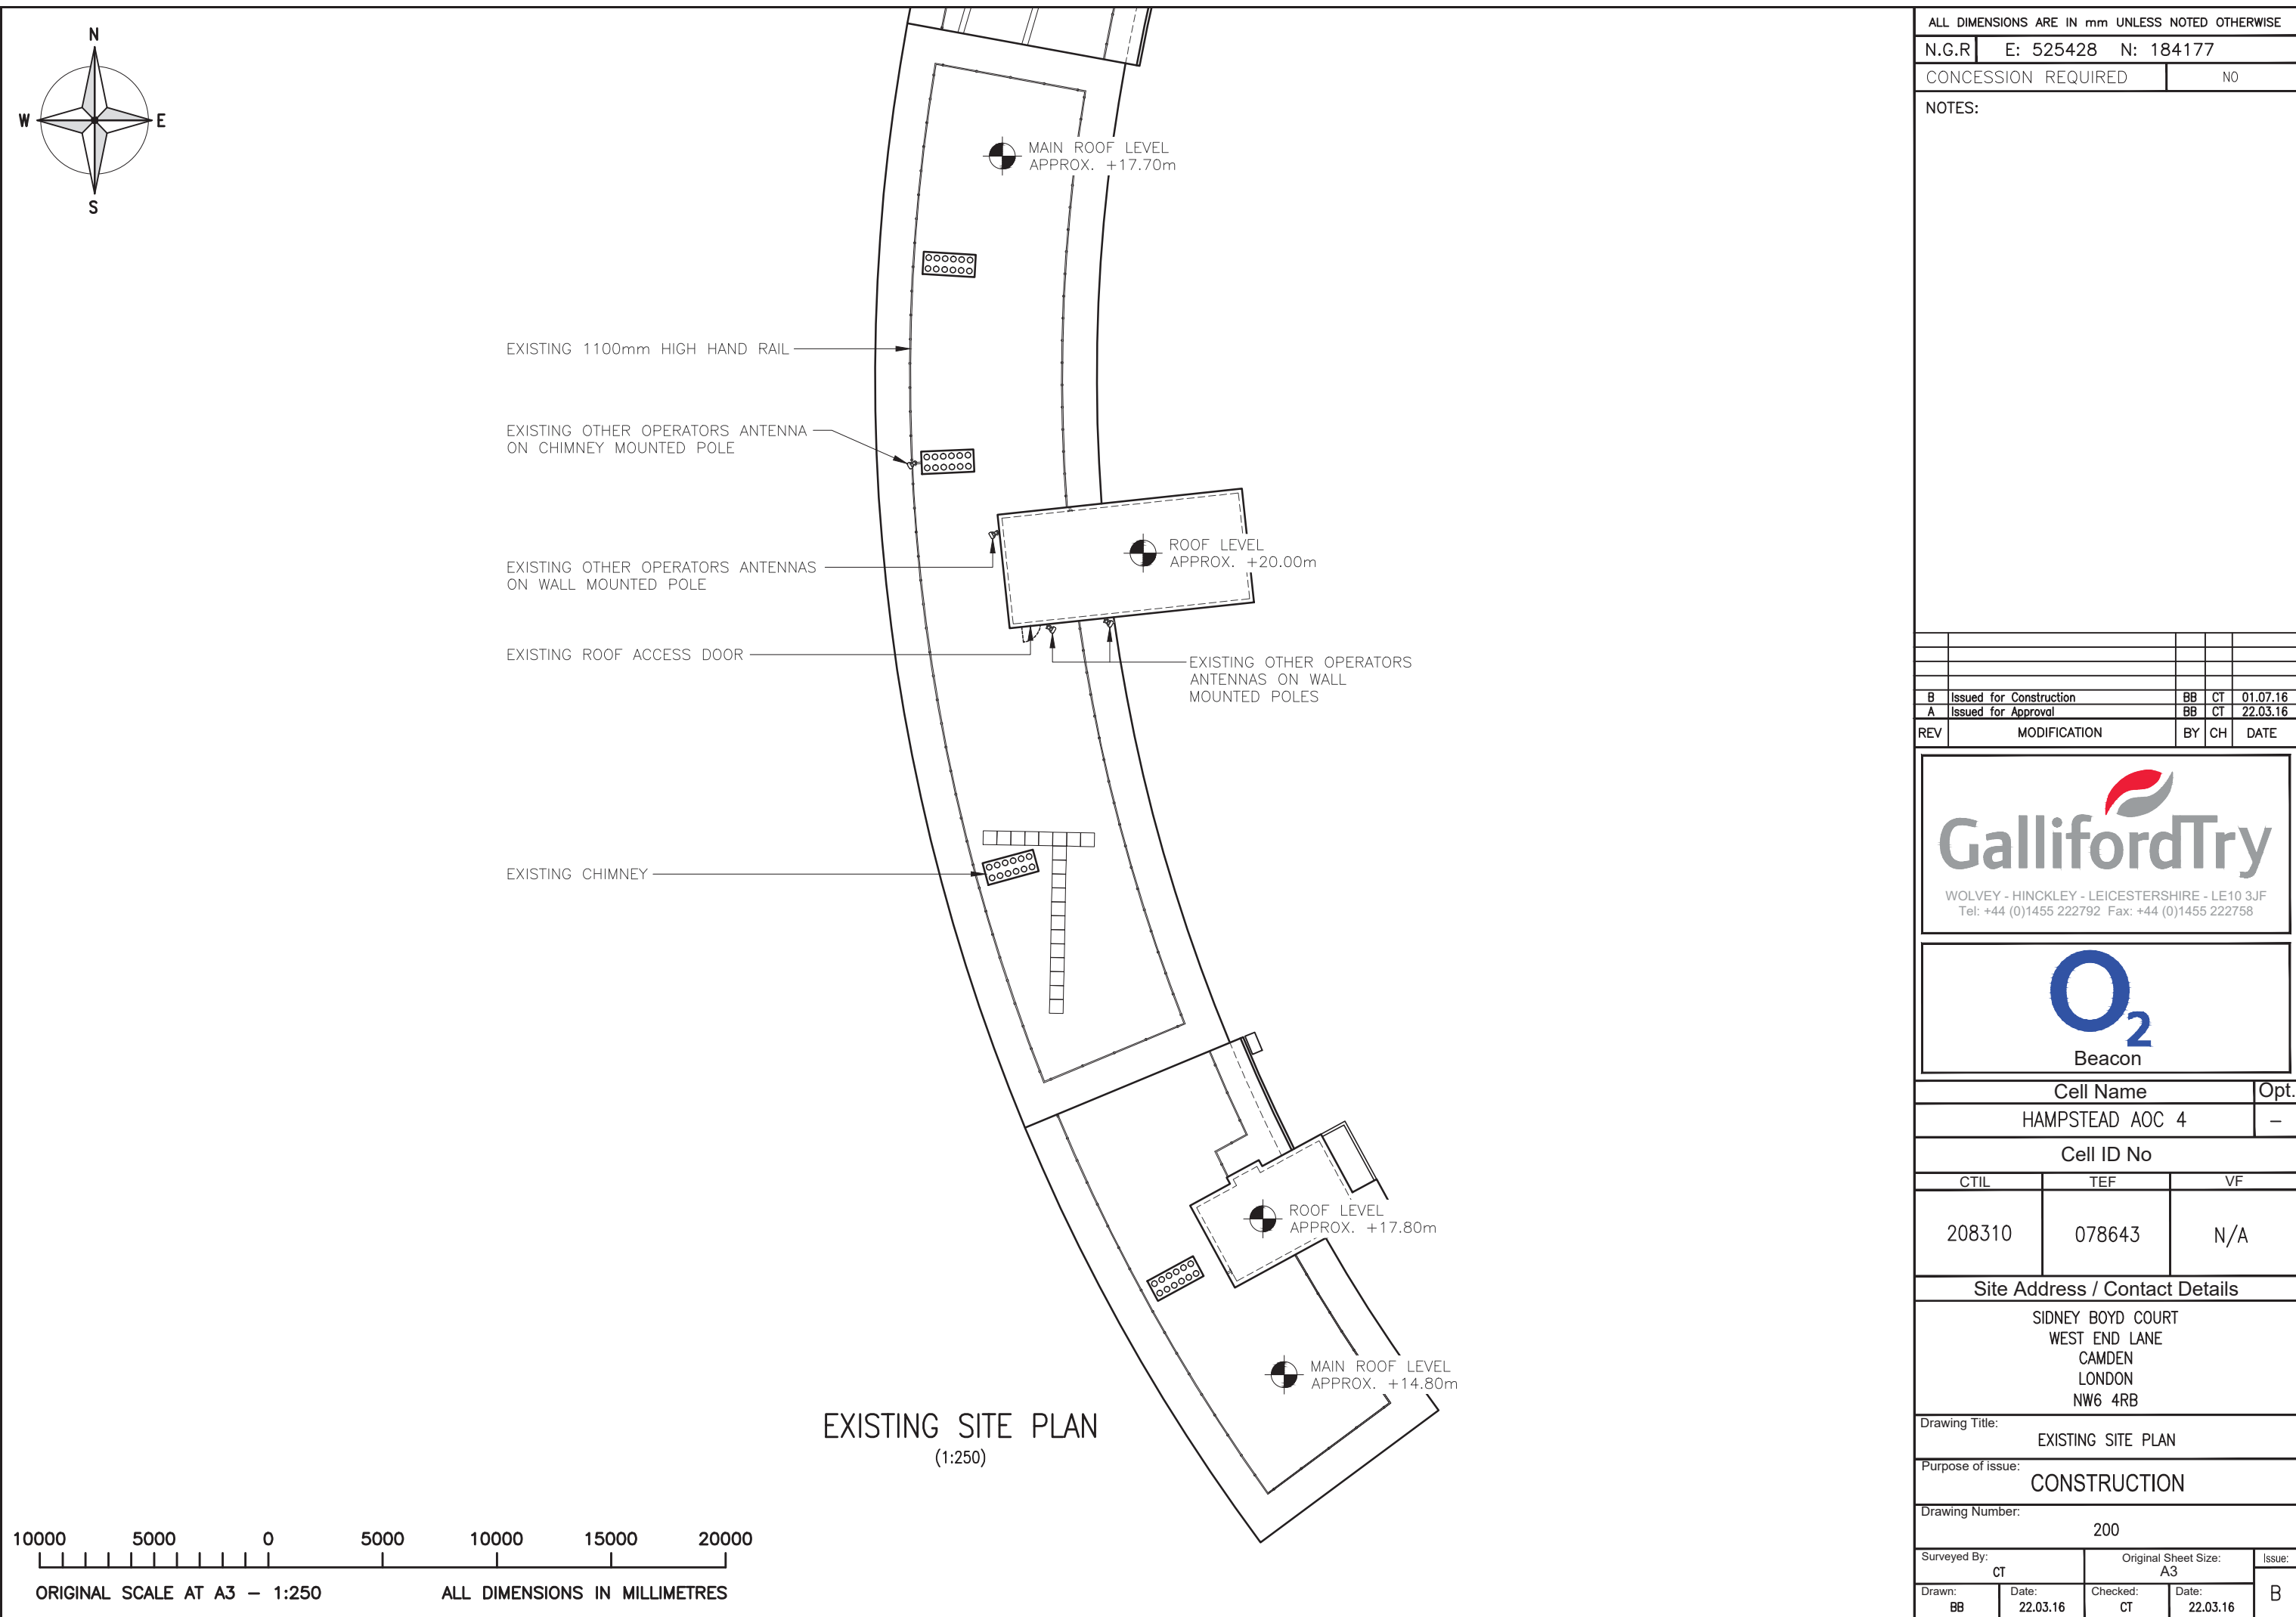 N
W
E
S
MAIN ROOF LEVEL
APPROX. +17.70m
EXISTING 1100mm HIGH HAND RAIL
EXISTING OTHER OPERATORS ANTENNA
ON CHIMNEY MOUNTED POLE
ROOF LEVEL
APPROX. +20.00m
EXISTING OTHER OPERATORS ANTENNAS
ON WALL MOUNTED POLE
EXISTING ROOF ACCESS DOOR
EXISTING OTHER OPERATORS
ANTENNAS ON WALL
MOUNTED POLES
EXISTING CHIMNEY
ROOF LEVEL
APPROX. +17.80m
MAIN ROOF LEVEL
APPROX. +14.80m
EXISTING SITE PLAN
(1:250)
10000 5000 0 5000 10000 15000 20000
ORIGINAL SCALE AT A3 – 1:250 ALL DIMENSIONS IN MILLIMETRES
ALL DIMENSIONS ARE IN mm UNLESS NOTED OTHERWISE
N.G.R E: 525428 N: 184177
CONCESSION REQUIRED NO
NOTES:
B Issued for Construction BB CT 01.07.16
A Issued for Approval BB CT 22.03.16
REV MODIFICATION BY CH DATE
GallifordTry
WOLVEY - HINCKLEY - LEICESTERSHIRE - LE10 3JF
Tel: +44 (0)1455 222792 Fax: +44 (0)1455 222758
O2
Beacon
Cell Name Opt.
HAMPSTEAD AOC 4 –
Cell ID No
CTIL TEF VF
208310 078643 N/A
Site Address / Contact Details
SIDNEY BOYD COURT
WEST END LANE
CAMDEN
LONDON
NW6 4RB
Drawing Title:
EXISTING SITE PLAN
Purpose of issue:
CONSTRUCTION
Drawing Number:
200
Surveyed By: Original Sheet Size: Issue:
CT A3
B
Drawn: Date: Checked: Date:
BB 22.03.16 CT 22.03.16